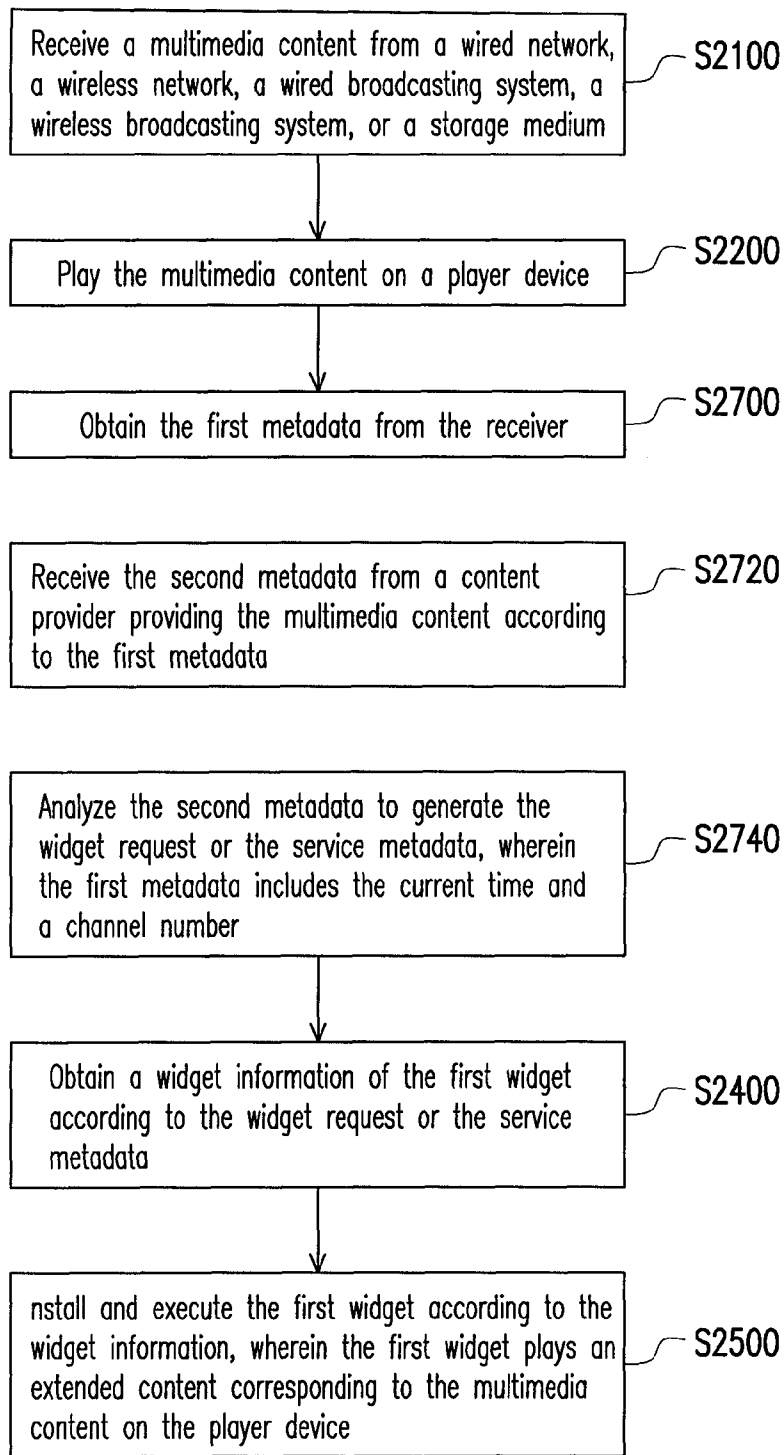 Receive a multimedia content from a wired network,
a wireless network, a wired broadcasting system, a
wireless broadcasting system, or a storage medium
S2100
Play the multimedia content on a player device
S2200
Obtain the first metadata from the receiver
S2700
Receive the second metadata from a content
provider providing the multimedia content according
to the first metadata
S2720
Analyze the second metadata to generate the
widget request or the service metadata, wherein
the first metadata includes the current time and
a channel number
S2740
Obtain a widget information of the first widget
according to the widget request or the service
metadata
S2400
nstall and execute the first widget according to the
widget information, wherein the first widget plays an
extended content corresponding to the multimedia
content on the player device
S2500